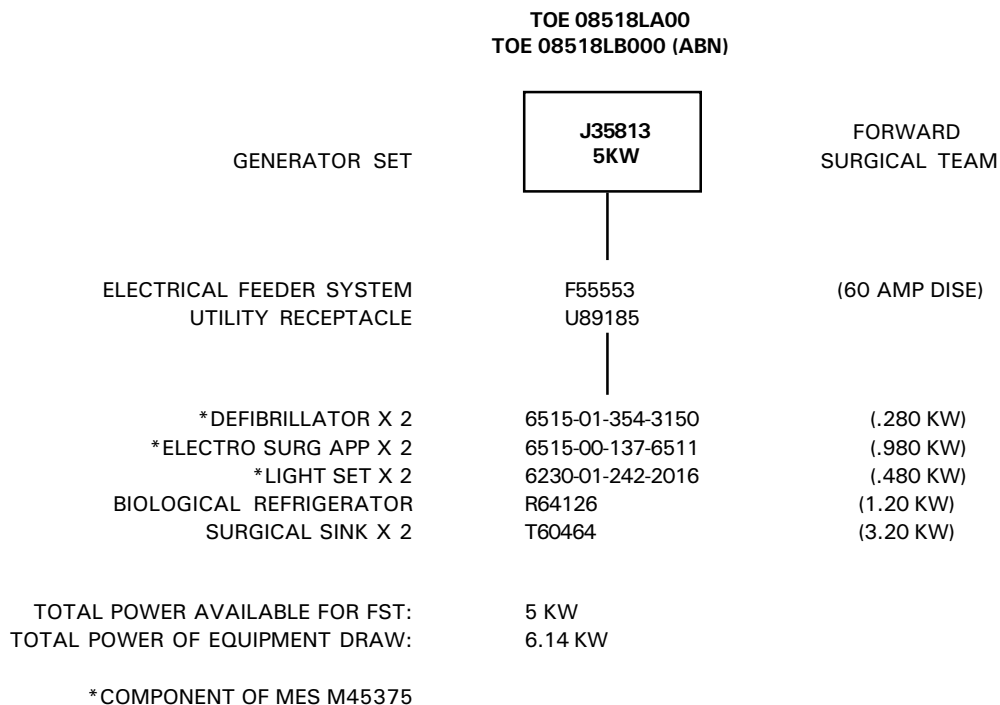 TOE 08518LA00
TOE 08518LB000 (ABN)
GENERATOR SET
J35813
5KW
FORWARD
SURGICAL TEAM
ELECTRICAL FEEDER SYSTEM F55553 (60 AMP DISE)
UTILITY RECEPTACLE U89185
*DEFIBRILLATOR X 2 6515-01-354-3150 (.280 KW)
*ELECTRO SURG APP X 2 6515-00-137-6511 (.980 KW)
*LIGHT SET X 2 6230-01-242-2016 (.480 KW)
BIOLOGICAL REFRIGERATOR R64126 (1.20 KW)
SURGICAL SINK X 2 T60464 (3.20 KW)
TOTAL POWER AVAILABLE FOR FST: 5 KW
TOTAL POWER OF EQUIPMENT DRAW: 6.14 KW
*COMPONENT OF MES M45375